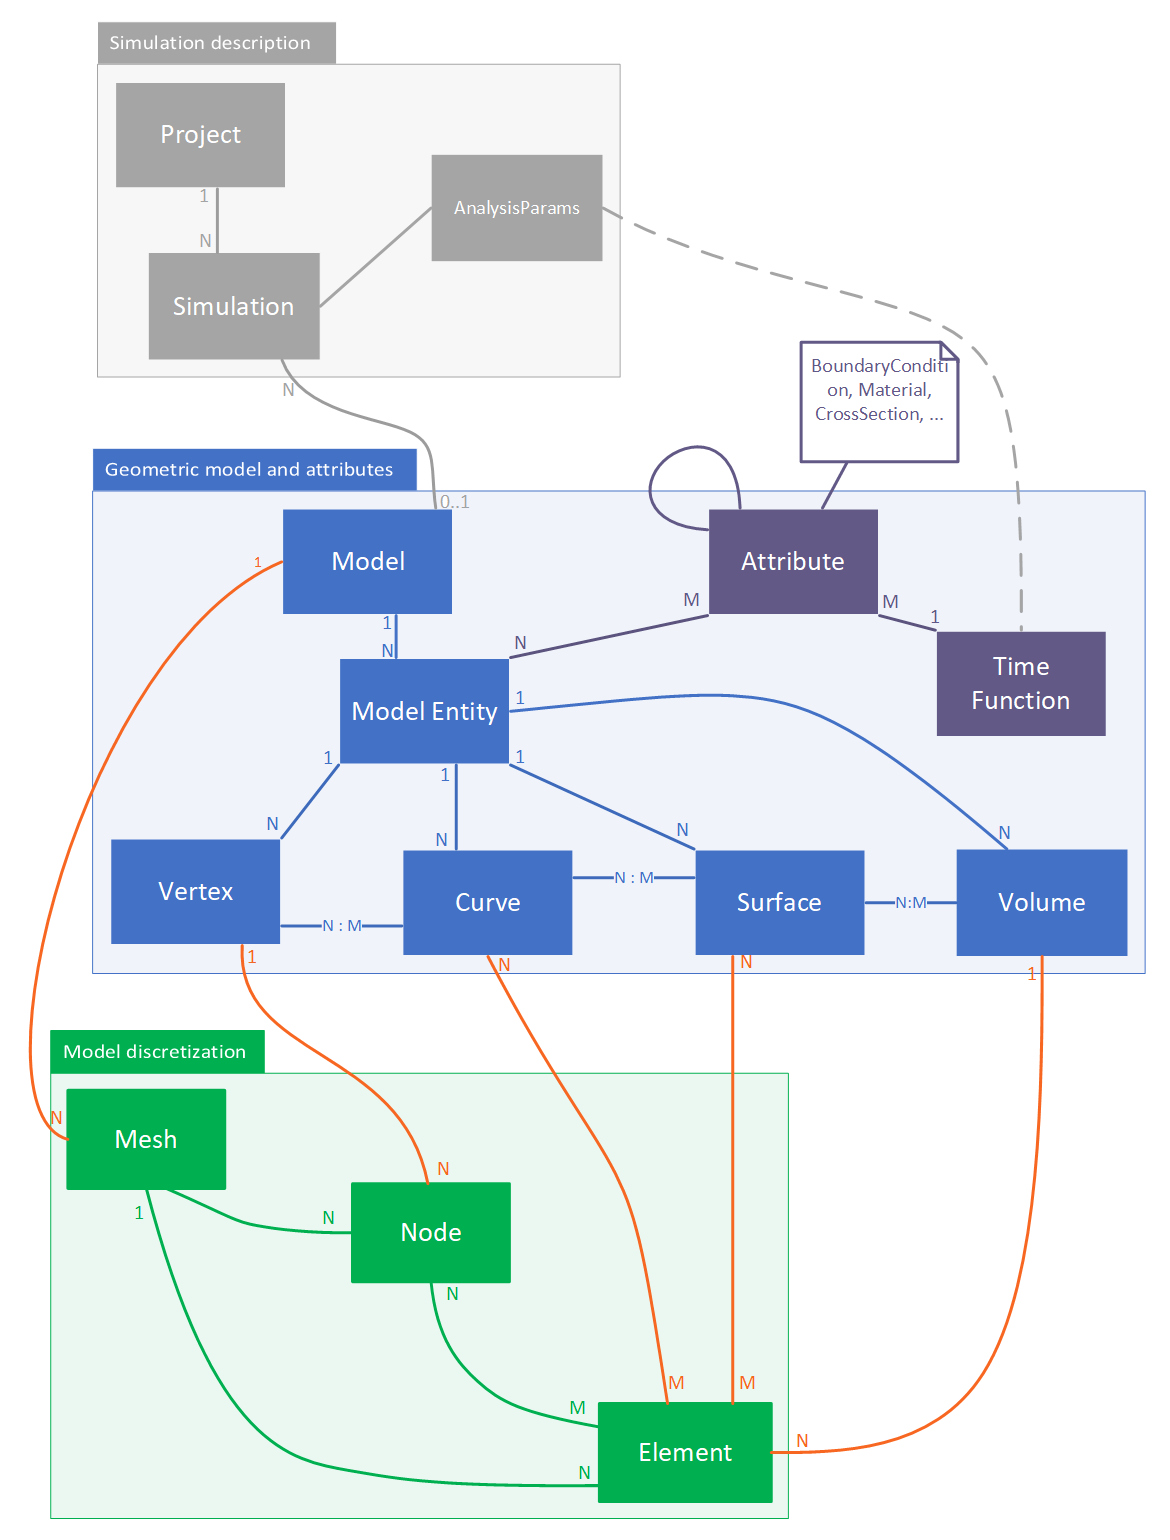 Simulation description
Project
AnalysisParams
1
N
Simulation
N
BoundaryConditi
on, Material,
CrossSection, ...
Geometric model and attributes
0..1
Model
1
Attribute
M
M
1
1
N
N
Time
Function
Model Entity
1
1
1
1
N
N
N
N
Vertex
Curve
Surface
Volume
N : M
N : M
N:M
1
N
N
1
Model discretization
N
Mesh
N
1
N
Node
N
M
M
M
N
N
Element